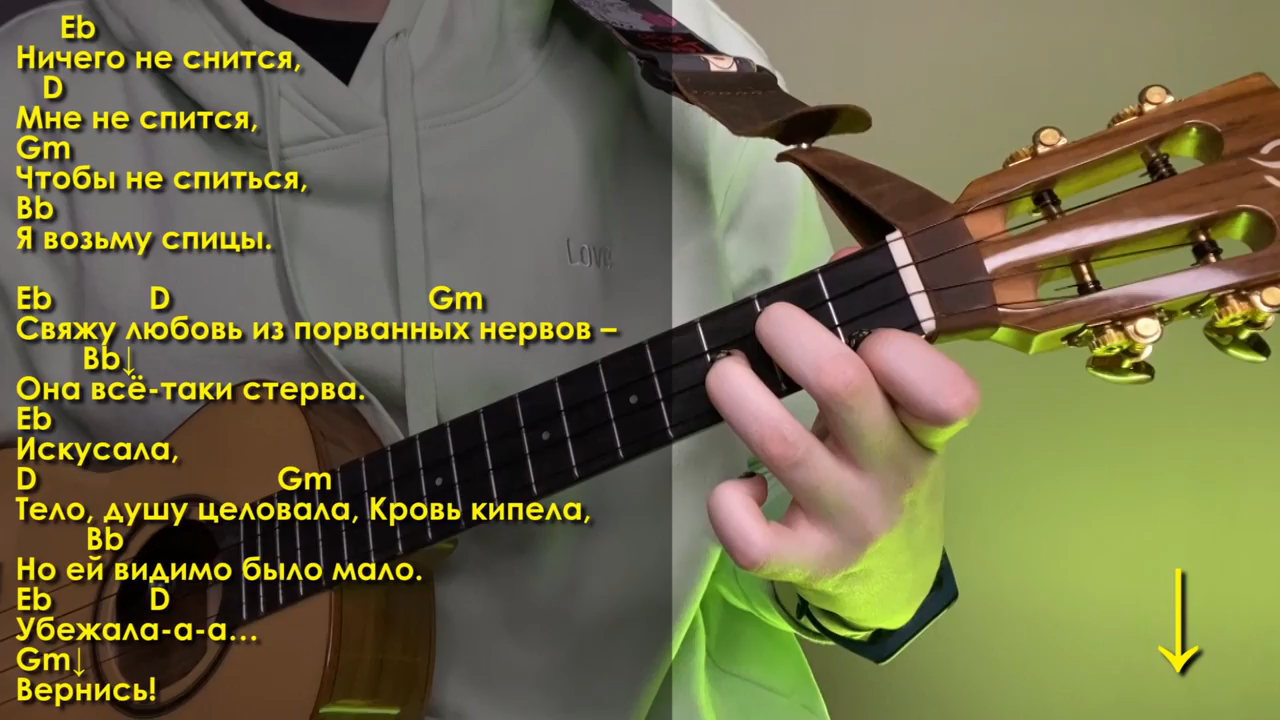 Eb
Ничего не снится,
D
Мне не спится,
Gm
Чтобы не спиться,
Bb
Я возьму спицы.
Eb D Gm
Свяжу любовь из порванных нервов –
Bb↓
Она всё-таки стерва.
Eb
Искусала,
D Gm
Тело, душу целовала, Кровь кипела,
Bb
Но ей видимо было мало.
Eb D
Убежала-а-а...
Gm↓
Вернись!
Love